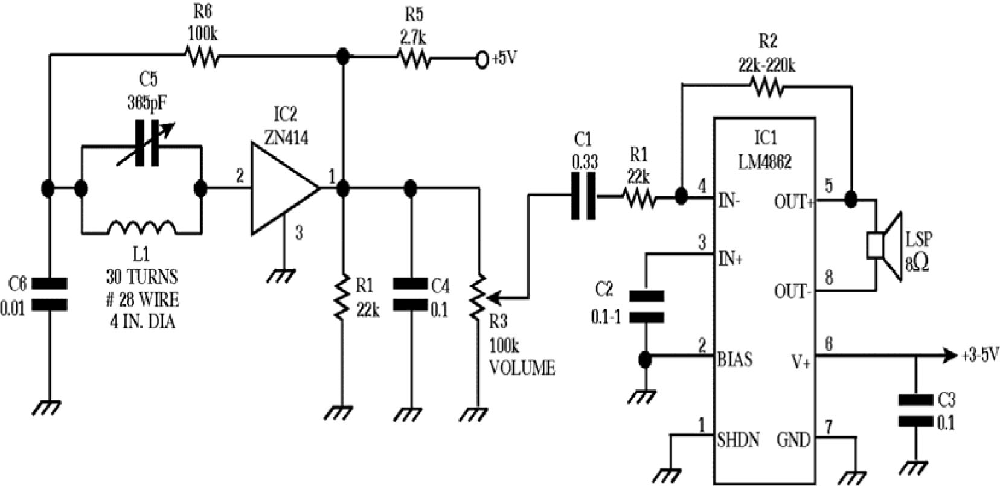 R6
100k
R5
2.7k
+5V
C5
365pF
IC2
ZN414
2
1
3
L1
30 TURNS
# 28 WIRE
4 IN. DIA
C6
0.01
R1
22k
C4
0.1
R3
100k
VOLUME
C1
0.33
R1
22k
R2
22k-220k
IC1
LM4862
4
IN-
OUT+
5
3
IN+
LSP
8Ω
8
OUT-
C2
0.1-1
2
BIAS
V+
6
+3-5V
1
SHDN
GND
7
C3
0.1